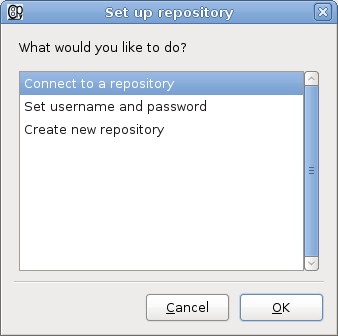 Set up repository
What would you like to do?
Connect to a repository
Set username and password
Create new repository
Cancel
OK